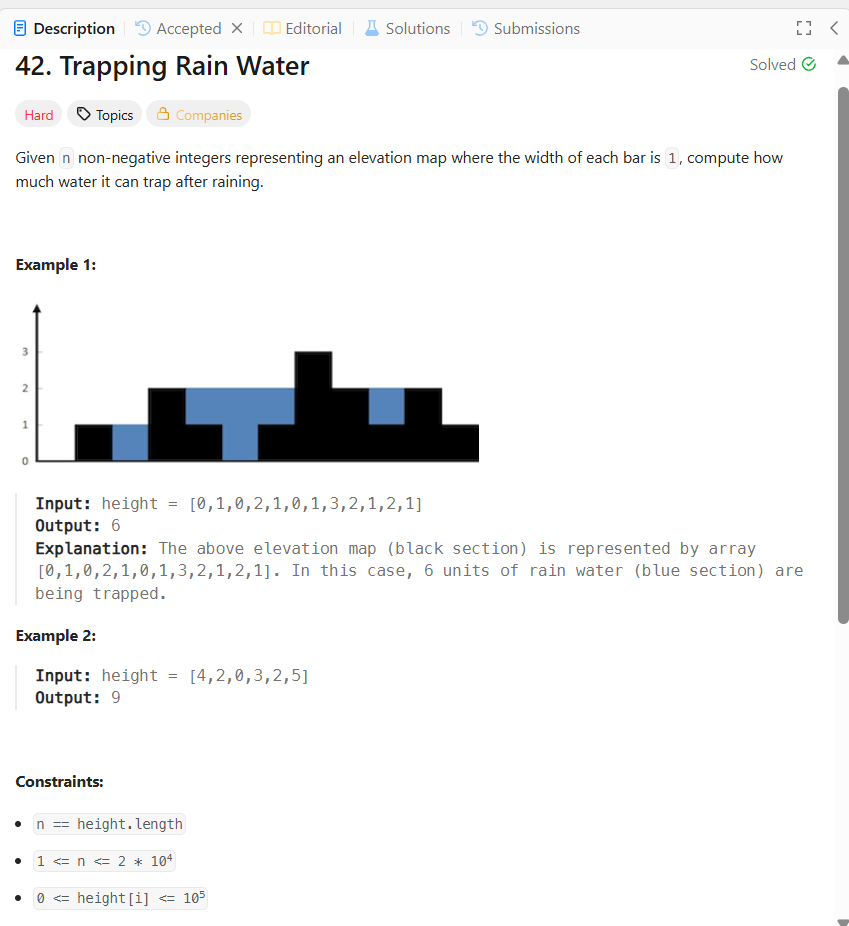 Description Accepted Editorial Solutions Submissions
42. Trapping Rain Water Solved
Hard Topics Companies
Given n non-negative integers representing an elevation map where the width of each bar is 1, compute how
much water it can trap after raining.
Example 1:
3
2
1
0
Input: height = [0,1,0,2,1,0,1,3,2,1,2,1]
Output: 6
Explanation: The above elevation map (black section) is represented by array
[0,1,0,2,1,0,1,3,2,1,2,1]. In this case, 6 units of rain water (blue section) are
being trapped.
Example 2:
Input: height = [4,2,0,3,2,5]
Output: 9
Constraints:
n == height.length
1 <= n <= 2 * 10⁴
0 <= height[i] <= 10⁵